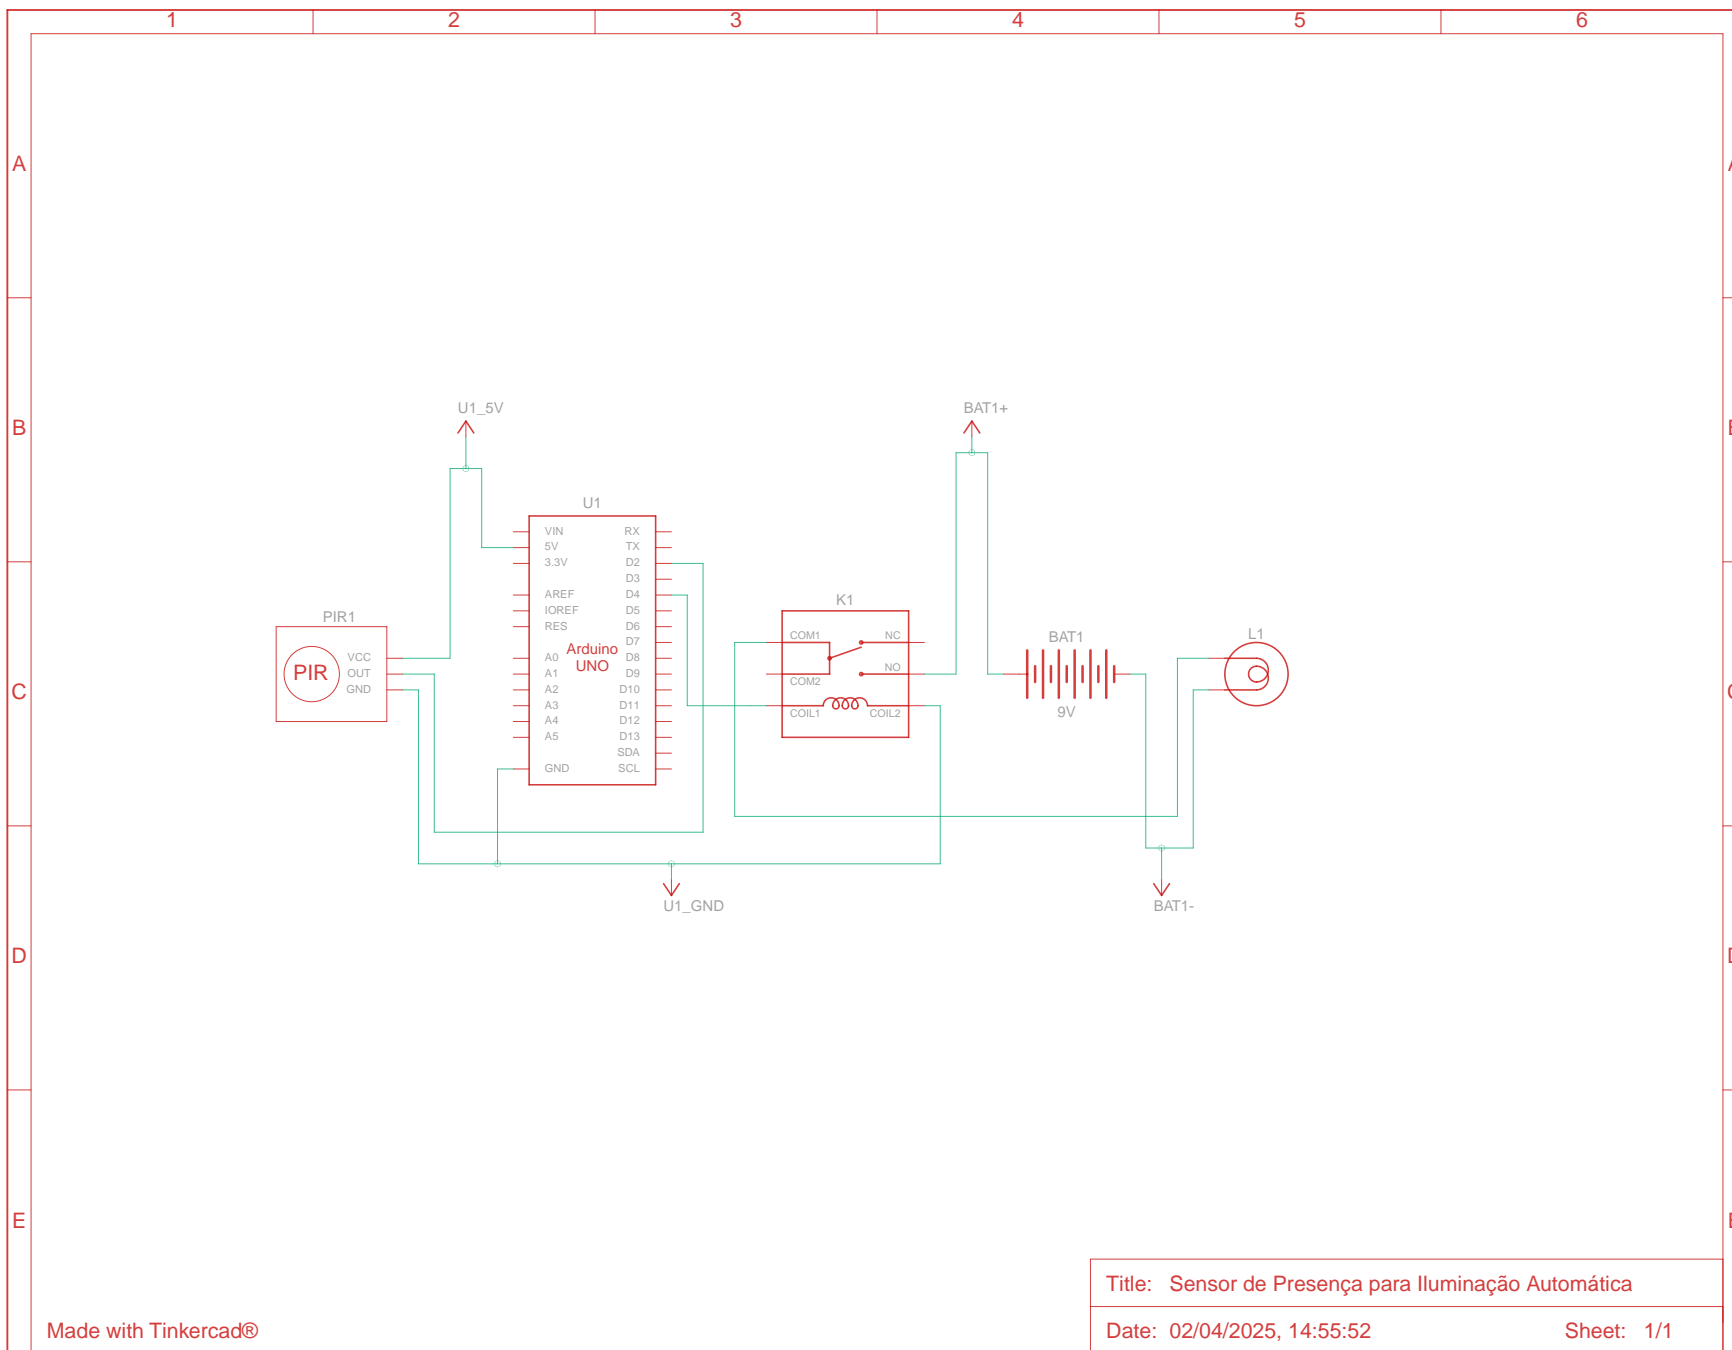 1 2 3 4 5 6
A A
B B
C C
D D
E E
U1_5V
BAT1+
U1
VIN RX
5V TX
3.3V D2
D3
AREF D4
IOREF D5
RES D6
D7
A0 D8
A1 D9
A2 D10
A3 D11
A4 D12
A5 D13
SDA
GND SCL
Arduino
UNO
PIR1
PIR
VCC
OUT
GND
K1
COM1 NC
COM2 NO
COIL1 COIL2
BAT1
9V
L1
U1_GND
BAT1-
Title: Sensor de Presença para Iluminação Automática
Made with Tinkercad®
Date: 02/04/2025, 14:55:52 Sheet: 1/1